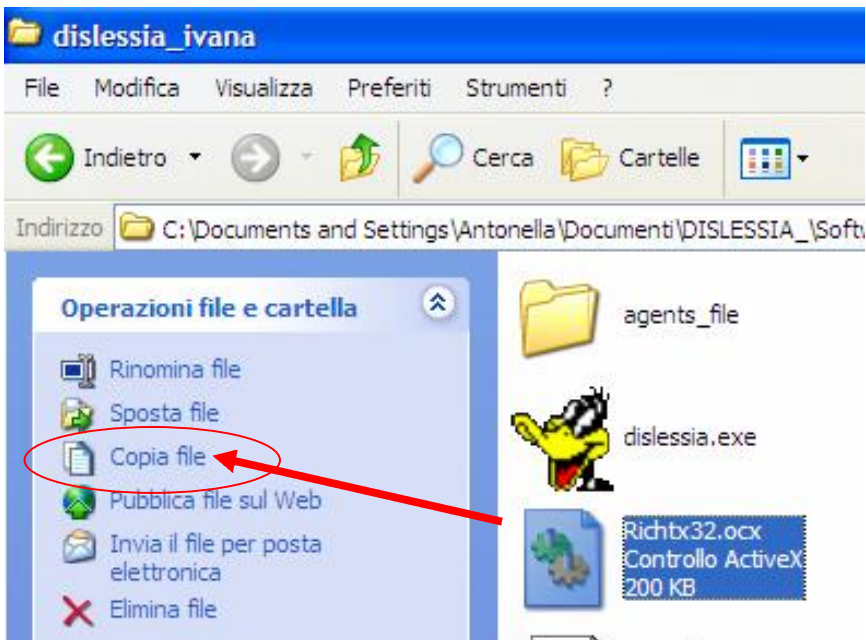 dislessia_ivana
File Modifica Visualizza Preferiti Strumenti ?
Indietro Cerca Cartelle
Indirizzo C:\Documents and Settings\Antonella\Documenti\DISLESSIA_\Softw
Operazioni file e cartella
Rinomina file
Sposta file
Copia file
Pubblica file sul Web
Invia il file per posta
elettronica
Elimina file
agents_file
dislessia.exe
Richtx32.ocx
Controllo ActiveX
200 KB